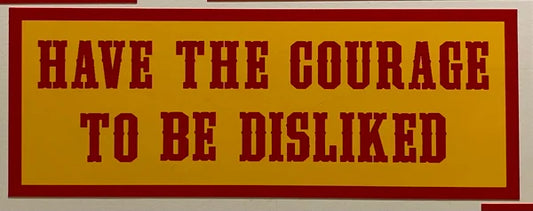 HAVE THE COURAGE
TO BE DISLIKED